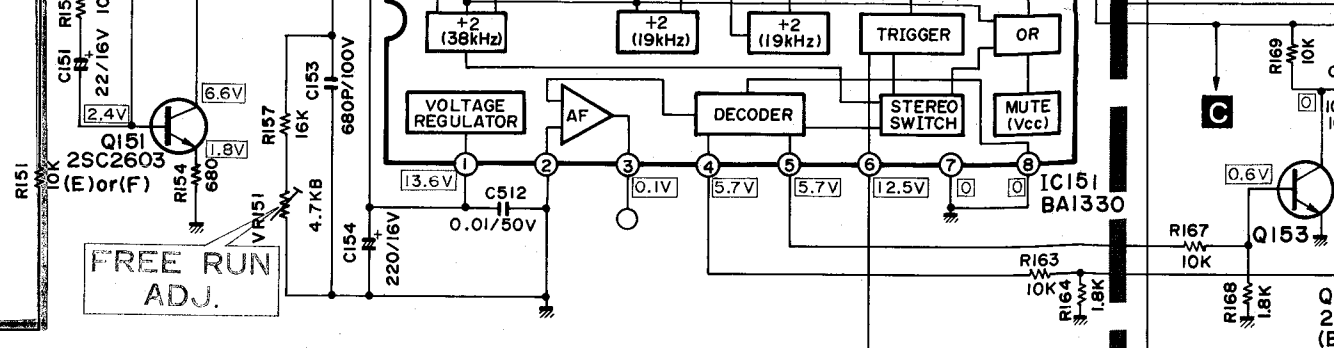 C151
22/16V
2,4V
6.6V
Q151
1.8V
2SC2603
(E)or(F)
R151
R154
680
R157
16K
C153
680P/100V
VR151
4.7KB
FREE RUN
ADJ.
C154
220/16V
+2
(38kHz)
+2
(19kHz)
+2
(19kHz)
TRIGGER
OR
VOLTAGE
REGULATOR
AF
DECODER
STEREO
SWITCH
MUTE
(Vcc)
1
2
3
4
5
6
7
8
13.6V
C512
0.01/50V
0.1V
5.7V
5.7V
12.5V
0
0
IC151
BA1330
R163
10K
R164
1.8K
R167
10K
R168
1.8K
R169
10K
C
0
0.6V
Q153